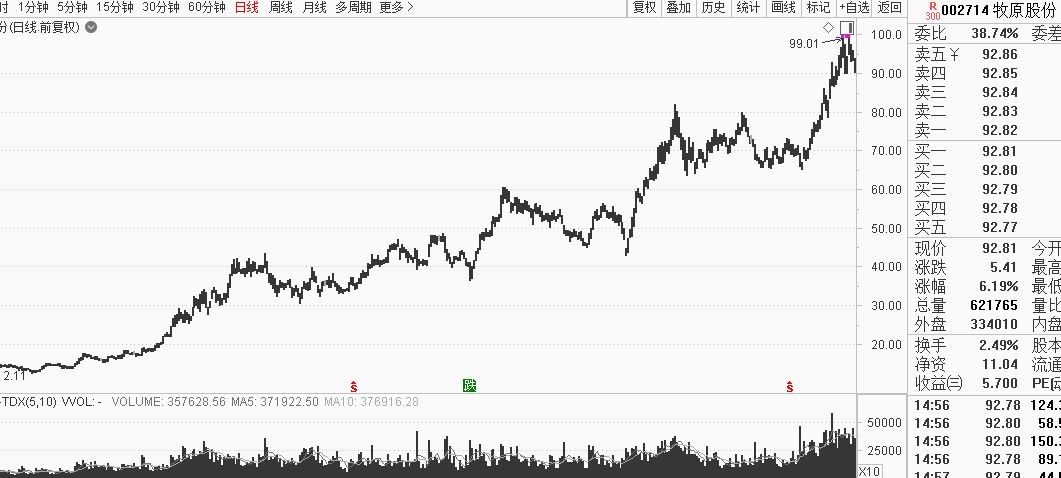 时 1分钟 5分钟 15分钟 30分钟 60分钟 日线 周线 月线 多周期 更多 复权 叠加 历史 统计 画线 F10 标记 +自选 返回
R 300 002714 牧原股份
份(日线.前复权)
委比 38.74% 委差
99.01
100.0
卖五 ¥ 92.86
90.00
卖四 92.85
卖三 92.84
80.00
卖二 92.83
卖一 92.82
70.00
买一 92.81
买二 92.80
60.00
买三 92.79
买四 92.78
50.00
买五 92.77
现价 92.81 今开
40.00
涨跌 5.41 最高
涨幅 6.19% 最低
30.00
总量 621765 量比
外盘 334010 内盘
20.00
换手 2.49% 股本
净资 11.04 流通
2.11
收益㈢ 5.700 PE
S
跌
S
-TDX(5,10) VVOL: - VOLUME: 357628.56 MA5: 371922.50 MA10: 376916.28
14:56 92.78 124.
50000
14:56 92.80 58.
14:56 92.80 150.
25000
14:56 92.78 89.
X10
14:57 92.79